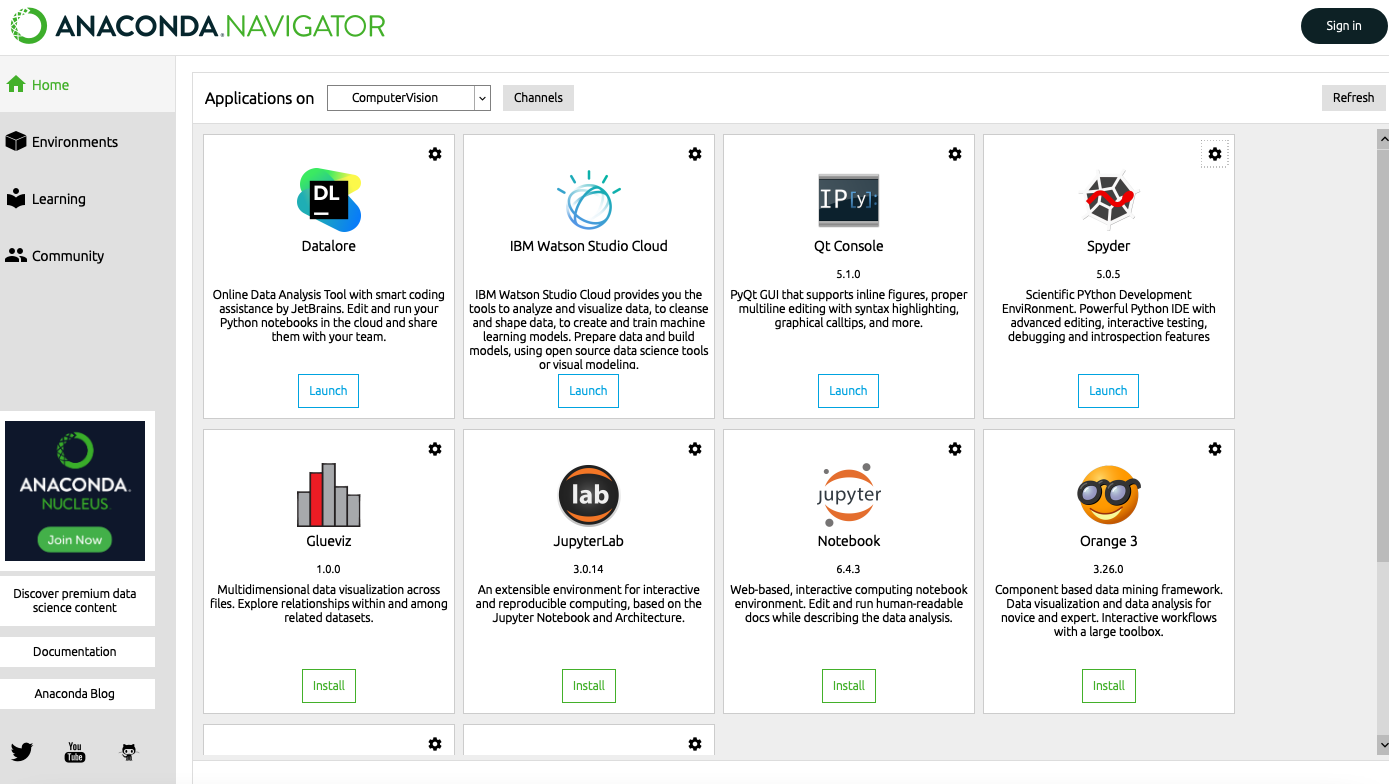 ANACONDA.NAVIGATOR
Sign in
Home
Environments
Learning
Community
ANACONDA.
NUCLEUS
Join Now
Discover premium data
science content
Documentation
Anaconda Blog
You
Tube
Applications on
ComputerVision
Channels
Refresh
DL
Datalore
Online Data Analysis Tool with smart coding
assistance by JetBrains. Edit and run your
Python notebooks in the cloud and share
them with your team.
Launch
IBM Watson Studio Cloud
IBM Watson Studio Cloud provides you the
tools to analyze and visualize data, to cleanse
and shape data, to create and train machine
learning models. Prepare data and build
models, using open source data science tools
or visual modeling.
Launch
IP[y]:
Qt Console
5.1.0
PyQt GUI that supports inline figures, proper
multiline editing with syntax highlighting,
graphical calltips, and more.
Launch
Spyder
5.0.5
Scientific PYthon Development
EnviRonment. Powerful Python IDE with
advanced editing, interactive testing,
debugging and introspection features
Launch
Glueviz
1.0.0
Multidimensional data visualization across
files. Explore relationships within and among
related datasets.
Install
lab
JupyterLab
3.0.14
An extensible environment for interactive
and reproducible computing, based on the
Jupyter Notebook and Architecture.
Install
jupyter
Notebook
6.4.3
Web-based, interactive computing notebook
environment. Edit and run human-readable
docs while describing the data analysis.
Install
Orange 3
3.26.0
Component based data mining framework.
Data visualization and data analysis for
novice and expert. Interactive workflows
with a large toolbox.
Install